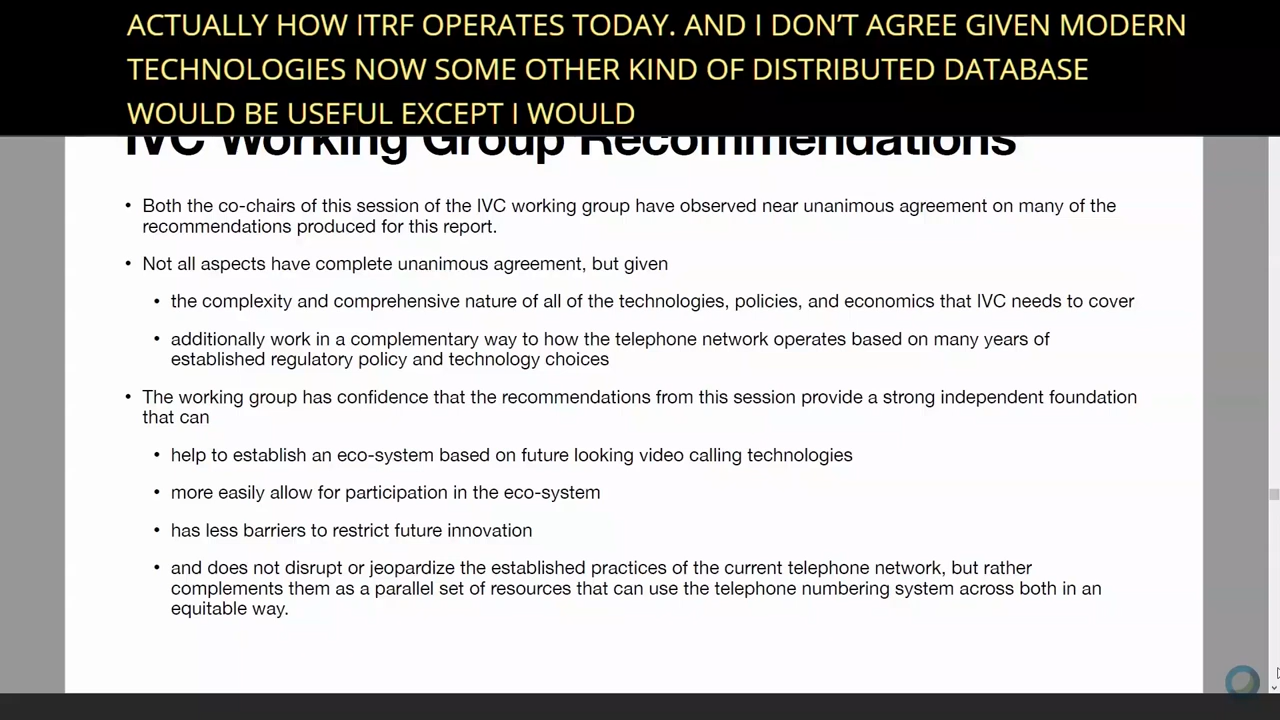 ACTUALLY HOW ITRF OPERATES TODAY. AND I DON'T AGREE GIVEN MODERN
TECHNOLOGIES NOW SOME OTHER KIND OF DISTRIBUTED DATABASE
WOULD BE USEFUL EXCEPT I WOULD
IVC Working Group Recommendations
• Both the co-chairs of this session of the IVC working group have observed near unanimous agreement on many of the
recommendations produced for this report.
• Not all aspects have complete unanimous agreement, but given
• the complexity and comprehensive nature of all of the technologies, policies, and economics that IVC needs to cover
• additionally work in a complementary way to how the telephone network operates based on many years of
established regulatory policy and technology choices
• The working group has confidence that the recommendations from this session provide a strong independent foundation
that can
• help to establish an eco-system based on future looking video calling technologies
• more easily allow for participation in the eco-system
• has less barriers to restrict future innovation
• and does not disrupt or jeopardize the established practices of the current telephone network, but rather
complements them as a parallel set of resources that can use the telephone numbering system across both in an
equitable way.